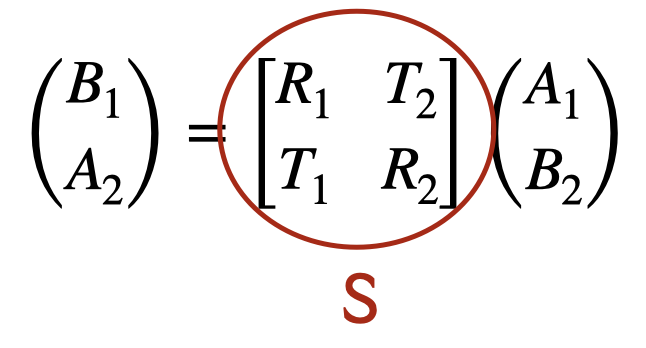 (B₁ A₂) = [R₁ T₂ T₁ R₂] (A₁ B₂)
S